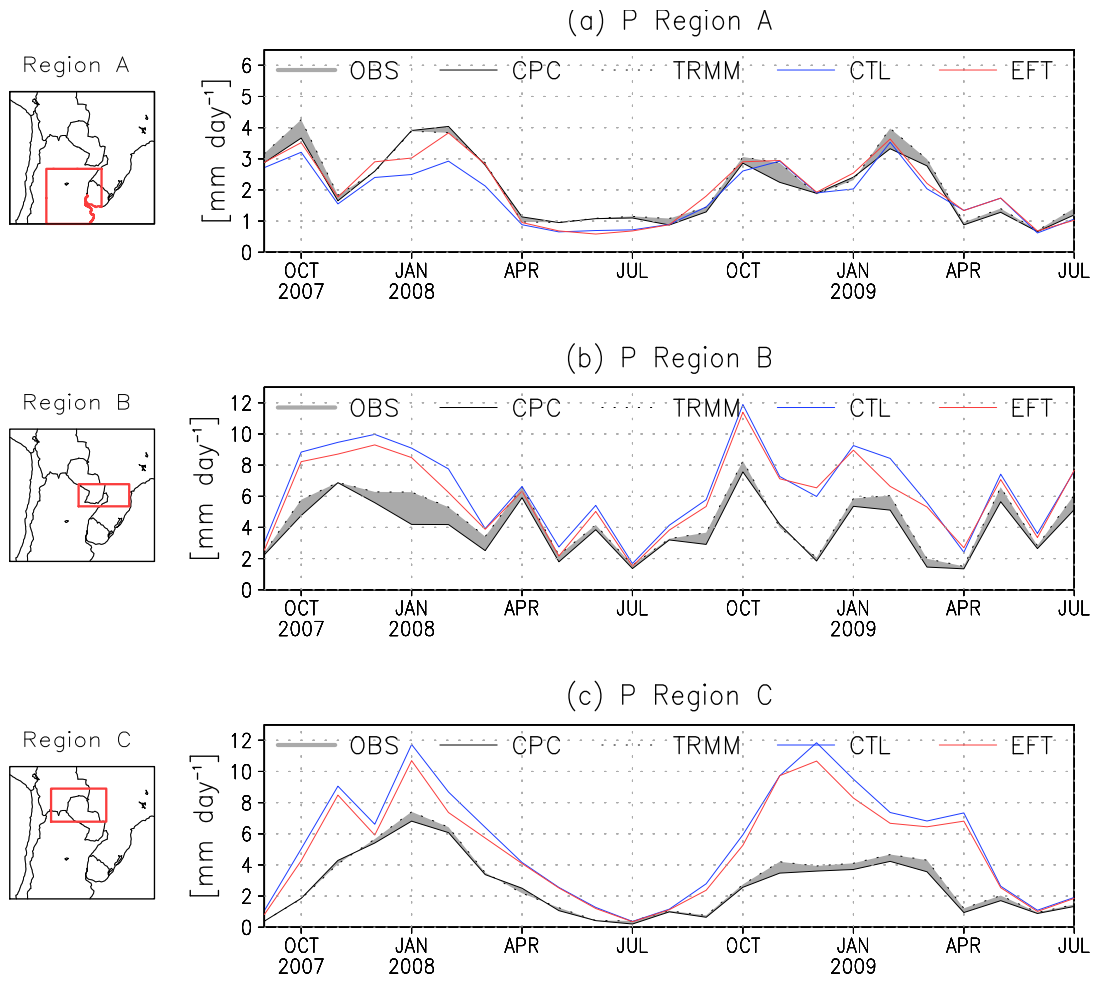 (a) P Region A
Region A
[mm day⁻¹]
OBS CPC TRMM CTL EFT
6
5
4
3
2
1
0
OCT JAN APR JUL OCT JAN APR JUL
2007 2008 2009
(b) P Region B
Region B
[mm day⁻¹]
OBS CPC TRMM CTL EFT
12
10
8
6
4
2
0
OCT JAN APR JUL OCT JAN APR JUL
2007 2008 2009
(c) P Region C
Region C
[mm day⁻¹]
OBS CPC TRMM CTL EFT
12
10
8
6
4
2
0
OCT JAN APR JUL OCT JAN APR JUL
2007 2008 2009